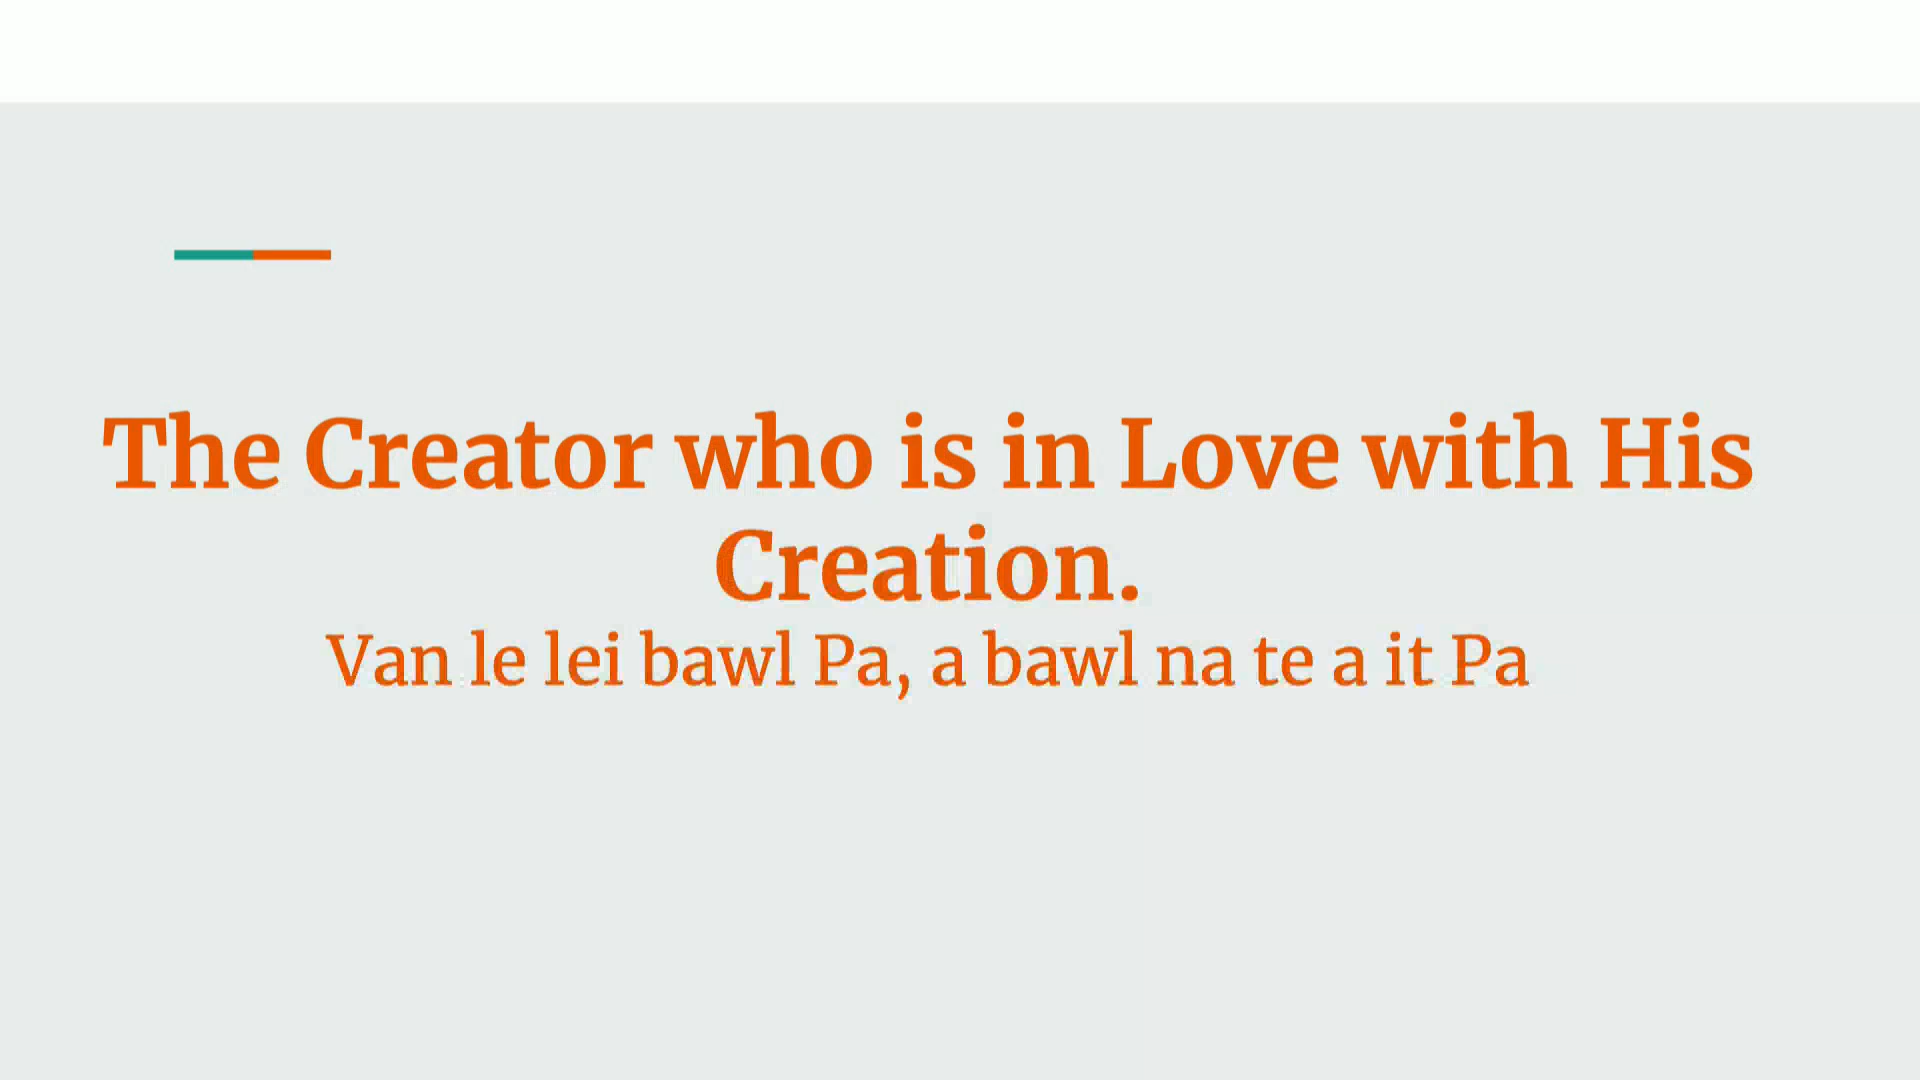 The Creator who is in Love with His
Creation.
Van le lei bawl Pa, a bawl na te a it Pa